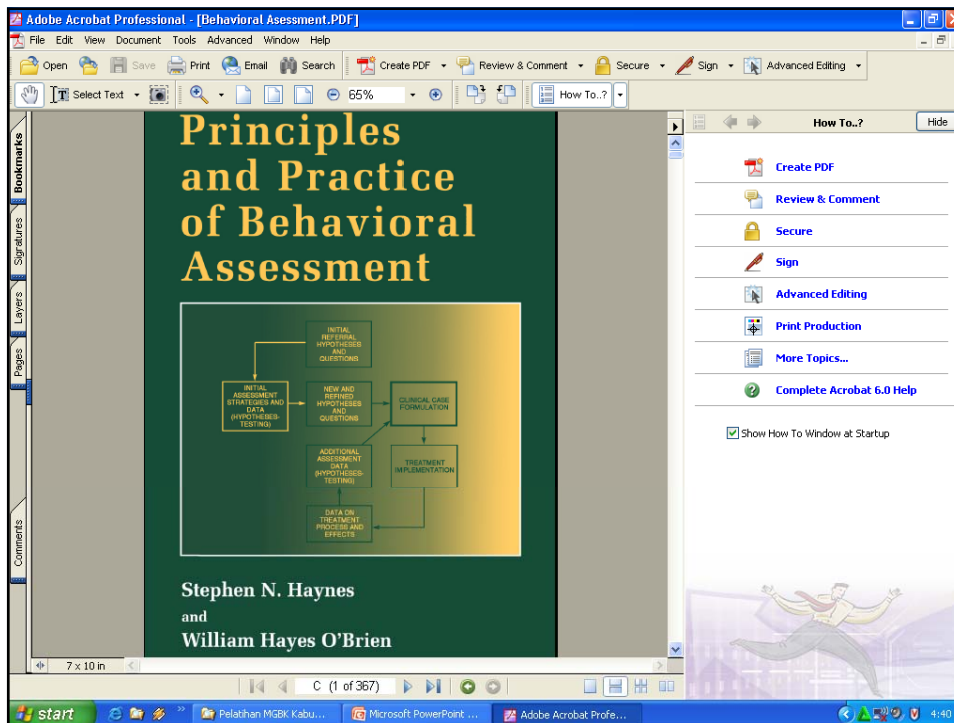 Adobe Acrobat Professional - [Behavioral Asessment.PDF]
File Edit View Document Tools Advanced Window Help
Open Save Print Email Search Create PDF Review & Comment Secure Sign Advanced Editing
Select Text 65% How To..?
Bookmarks
Signatures
Layers
Pages
Comments
Principles
and Practice
of Behavioral
Assessment
INITIAL
REFERRAL
HYPOTHESES
AND
QUESTIONS
INITIAL
ASSESSMENT
STRATEGIES AND
DATA
(HYPOTHESES-
TESTING)
NEW AND
REFINED
HYPOTHESES
AND
QUESTIONS
CLINICAL CASE
FORMULATION
ADDITIONAL
ASSESSMENT
DATA
(HYPOTHESES-
TESTING)
TREATMENT
IMPLEMENTATION
DATA ON
TREATMENT
PROCESS AND
EFFECTS
Stephen N. Haynes
and
William Hayes O'Brien
How To..? Hide
Create PDF
Review & Comment
Secure
Sign
Advanced Editing
Print Production
More Topics...
Complete Acrobat 6.0 Help
Show How To Window at Startup
7 x 10 in
C (1 of 367)
start Pelatihan MGBK Kabu... Microsoft PowerPoint ... Adobe Acrobat Profe... 4:40